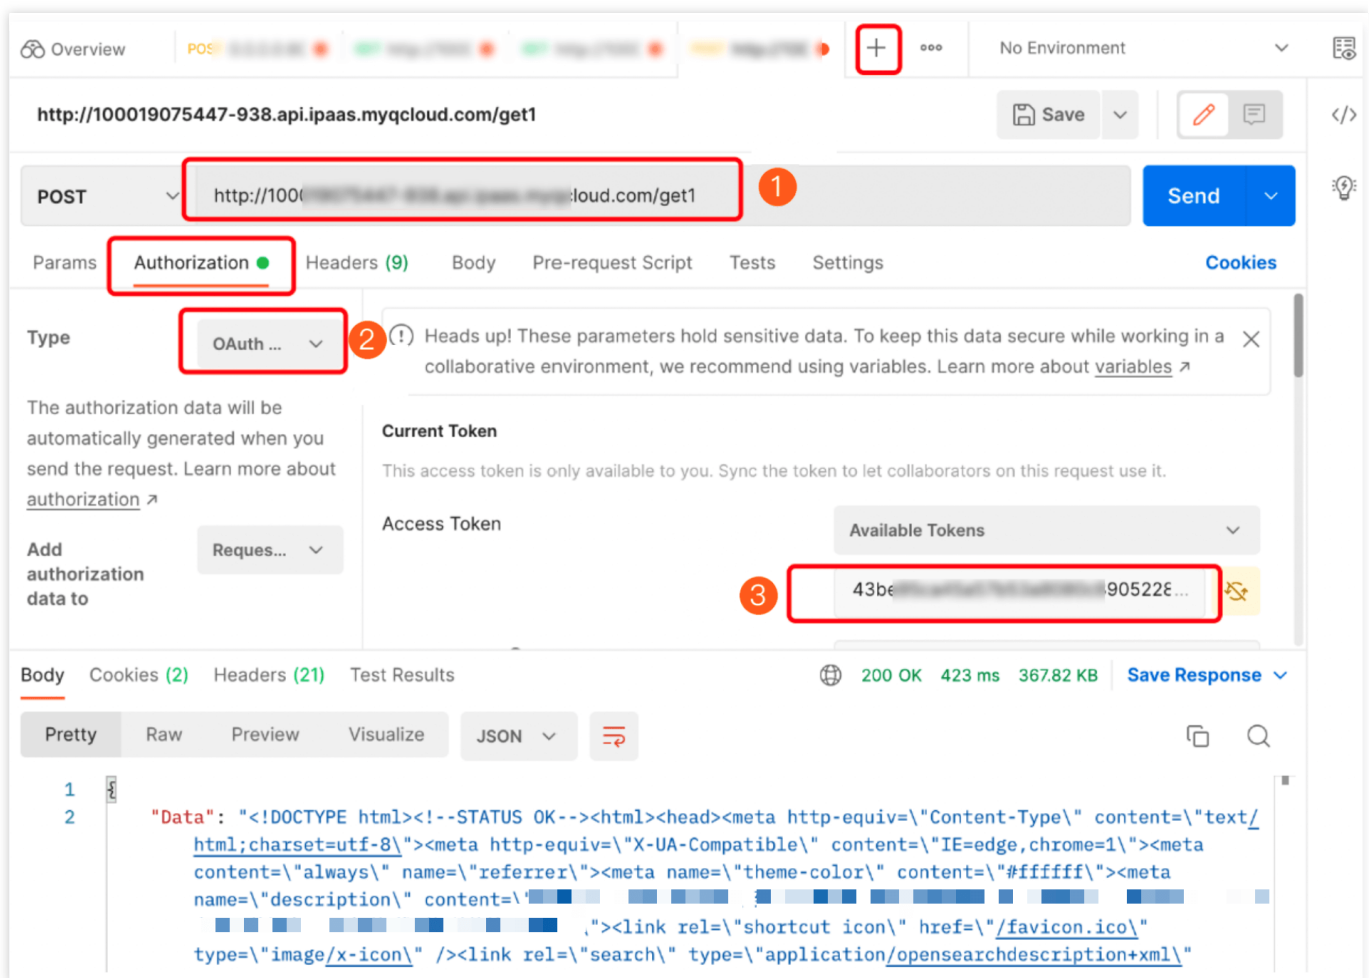 Overview
POS
No Environment
http://100019075447-938.api.ipaas.myqcloud.com/get1
Save
</>
POST
http://100 loud.com/get1
1
Send
Params
Authorization
Headers (9)
Body
Pre-request Script
Tests
Settings
Cookies
Type
OAuth ...
2
Heads up! These parameters hold sensitive data. To keep this data secure while working in a
collaborative environment, we recommend using variables. Learn more about variables ↗
The authorization data will be
automatically generated when you
send the request. Learn more about
authorization ↗
Current Token
This access token is only available to you. Sync the token to let collaborators on this request use it.
Add
authorization
data to
Reques...
Access Token
Available Tokens
3
43be 905228...
Body
Cookies (2)
Headers (21)
Test Results
200 OK
423 ms
367.82 KB
Save Response
Pretty
Raw
Preview
Visualize
JSON
1
{
2
"Data": "<!DOCTYPE html><!--STATUS OK--><html><head><meta http-equiv=\"Content-Type\" content=\"text/
html;charset=utf-8\"><meta http-equiv=\"X-UA-Compatible\" content=\"IE=edge,chrome=1\"><meta
content=\"always\" name=\"referrer\"><meta name=\"theme-color\" content=\"#ffffff\"><meta
name=\"description\" content=\"
"><link rel=\"shortcut icon\" href=\"/favicon.ico\"
type=\"image/x-icon\" /><link rel=\"search\" type=\"application/opensearchdescription+xml\"